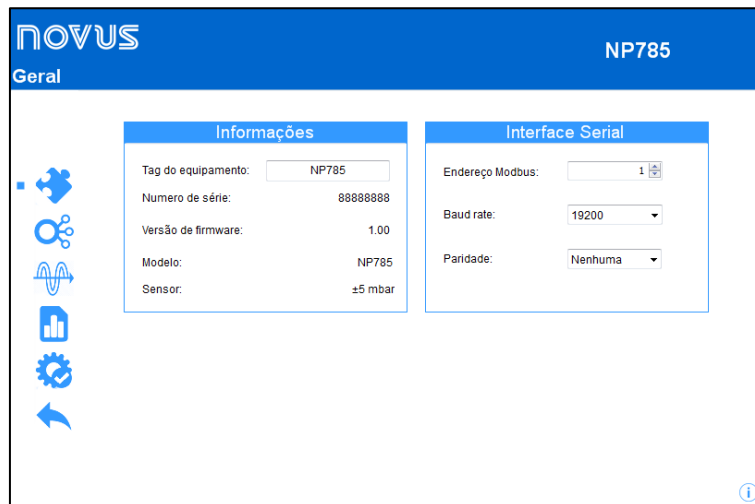 NOVUS
NP785
Geral
Informações
Tag do equipamento: NP785
Numero de série: 88888888
Versão de firmware: 1.00
Modelo: NP785
Sensor: ±5 mbar
Interface Serial
Endereço Modbus: 1
Baud rate: 19200
Paridade: Nenhuma
i